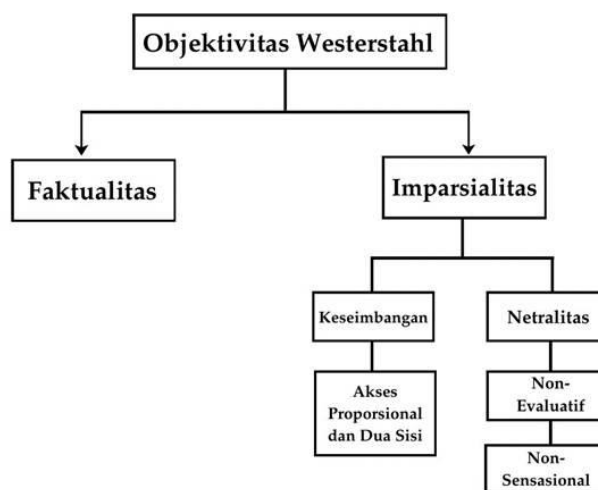 Objektivitas Westerstahl
Faktualitas
Imparsialitas
Keseimbangan
Netralitas
Akses
Proporsional
dan Dua Sisi
Non-
Evaluatif
Non-
Sensasional